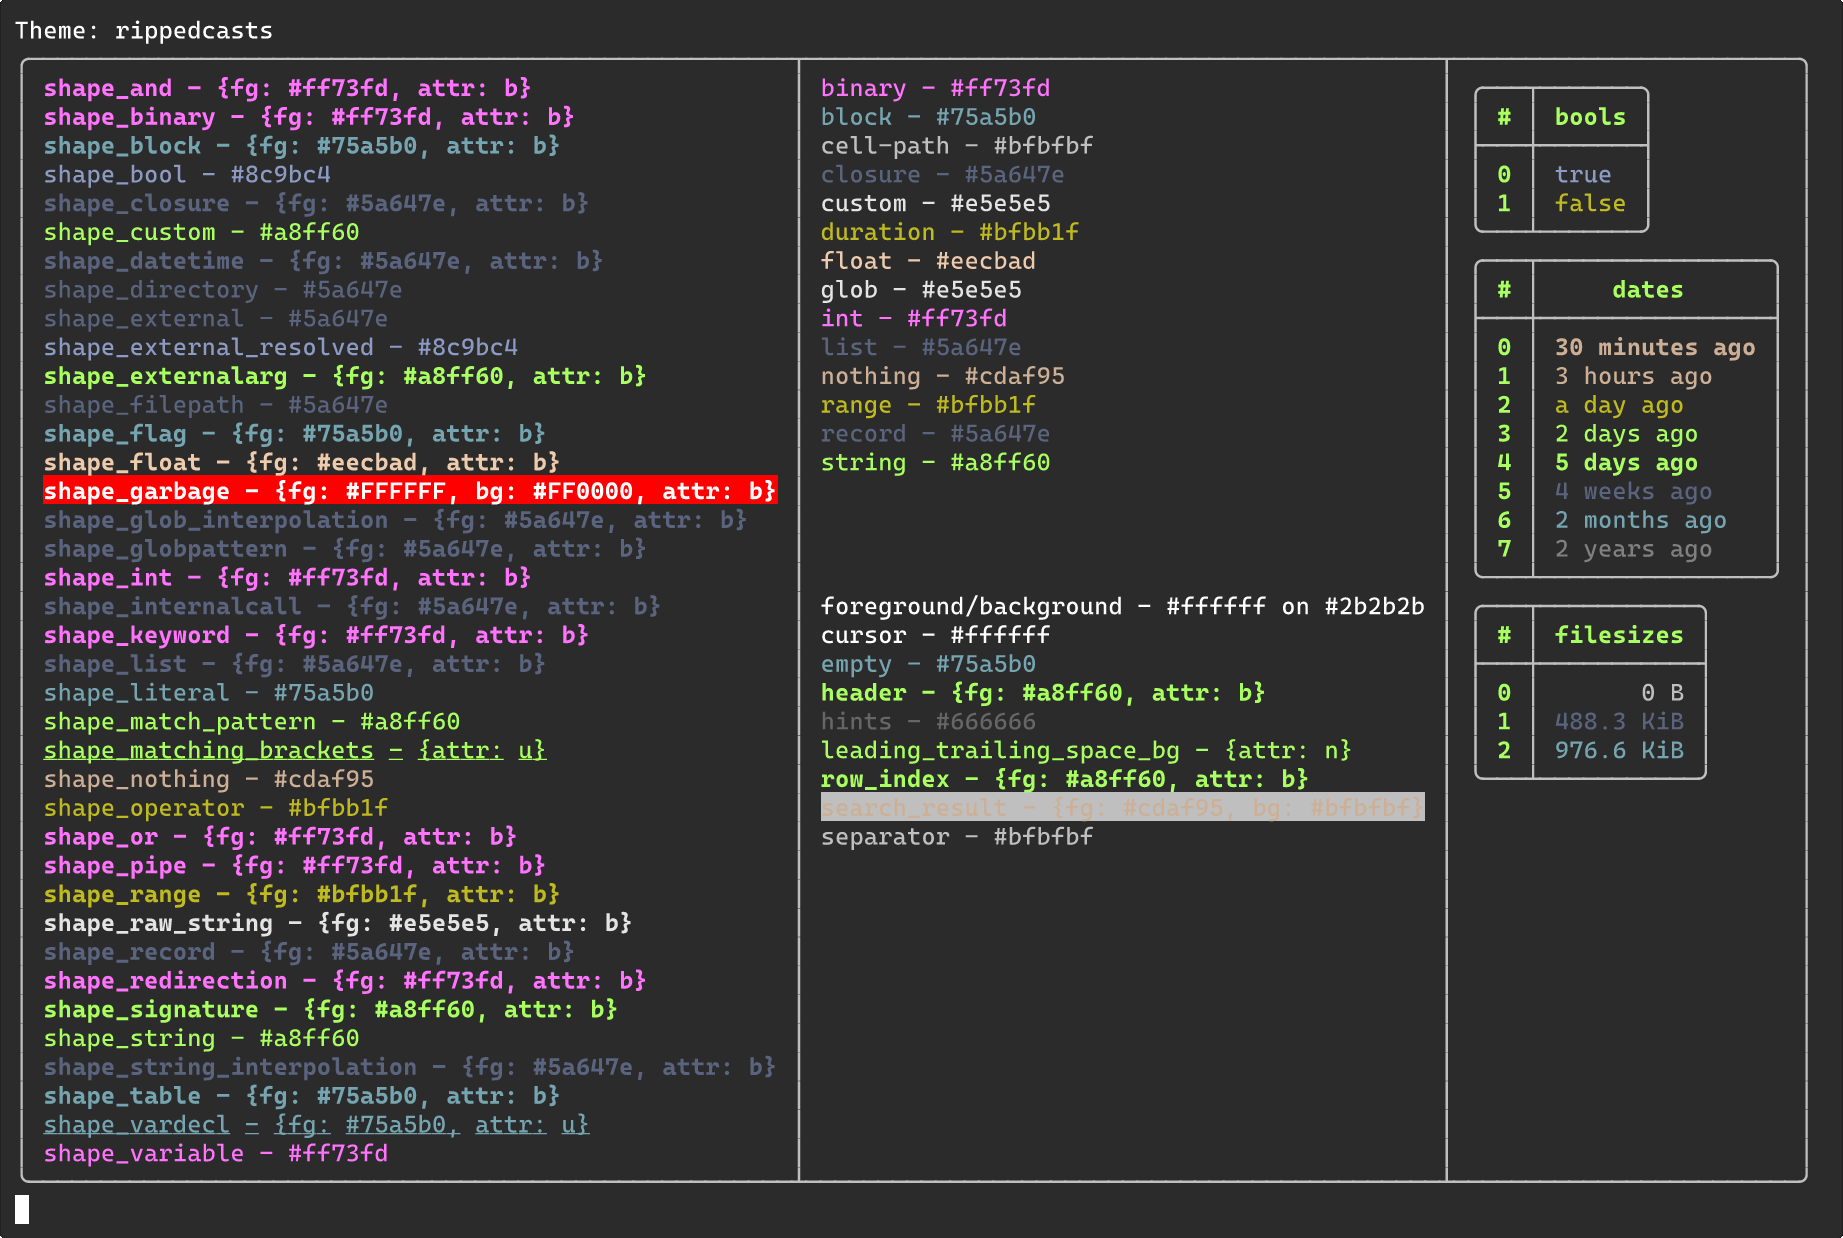 Theme: rippedcasts
shape_and - {fg: #ff73fd, attr: b}
shape_binary - {fg: #ff73fd, attr: b}
shape_block - {fg: #75a5b0, attr: b}
shape_bool - #8c9bc4
shape_closure - {fg: #5a647e, attr: b}
shape_custom - #a8ff60
shape_datetime - {fg: #5a647e, attr: b}
shape_directory - #5a647e
shape_external - #5a647e
shape_external_resolved - #8c9bc4
shape_externalarg - {fg: #a8ff60, attr: b}
shape_filepath - #5a647e
shape_flag - {fg: #75a5b0, attr: b}
shape_float - {fg: #eecbad, attr: b}
shape_garbage - {fg: #FFFFFF, bg: #FF0000, attr: b}
shape_glob_interpolation - {fg: #5a647e, attr: b}
shape_globpattern - {fg: #5a647e, attr: b}
shape_int - {fg: #ff73fd, attr: b}
shape_internalcall - {fg: #5a647e, attr: b}
shape_keyword - {fg: #ff73fd, attr: b}
shape_list - {fg: #5a647e, attr: b}
shape_literal - #75a5b0
shape_match_pattern - #a8ff60
shape_matching_brackets - {attr: u}
shape_nothing - #cdaf95
shape_operator - #bfbb1f
shape_or - {fg: #ff73fd, attr: b}
shape_pipe - {fg: #ff73fd, attr: b}
shape_range - {fg: #bfbb1f, attr: b}
shape_raw_string - {fg: #e5e5e5, attr: b}
shape_record - {fg: #5a647e, attr: b}
shape_redirection - {fg: #ff73fd, attr: b}
shape_signature - {fg: #a8ff60, attr: b}
shape_string - #a8ff60
shape_string_interpolation - {fg: #5a647e, attr: b}
shape_table - {fg: #75a5b0, attr: b}
shape_vardecl - {fg: #75a5b0, attr: u}
shape_variable - #ff73fd
binary - #ff73fd
block - #75a5b0
cell-path - #bfbfbf
closure - #5a647e
custom - #e5e5e5
duration - #bfbb1f
float - #eecbad
glob - #e5e5e5
int - #ff73fd
list - #5a647e
nothing - #cdaf95
range - #bfbb1f
record - #5a647e
string - #a8ff60
foreground/background - #ffffff on #2b2b2b
cursor - #ffffff
empty - #75a5b0
header - {fg: #a8ff60, attr: b}
hints - #666666
leading_trailing_space_bg - {attr: n}
row_index - {fg: #a8ff60, attr: b}
search_result - {fg: #cdaf95, bg: #bfbfbf}
separator - #bfbfbf
# bools
0 true
1 false
# dates
0 30 minutes ago
1 3 hours ago
2 a day ago
3 2 days ago
4 5 days ago
5 4 weeks ago
6 2 months ago
7 2 years ago
# filesizes
0 0 B
1 488.3 KiB
2 976.6 KiB